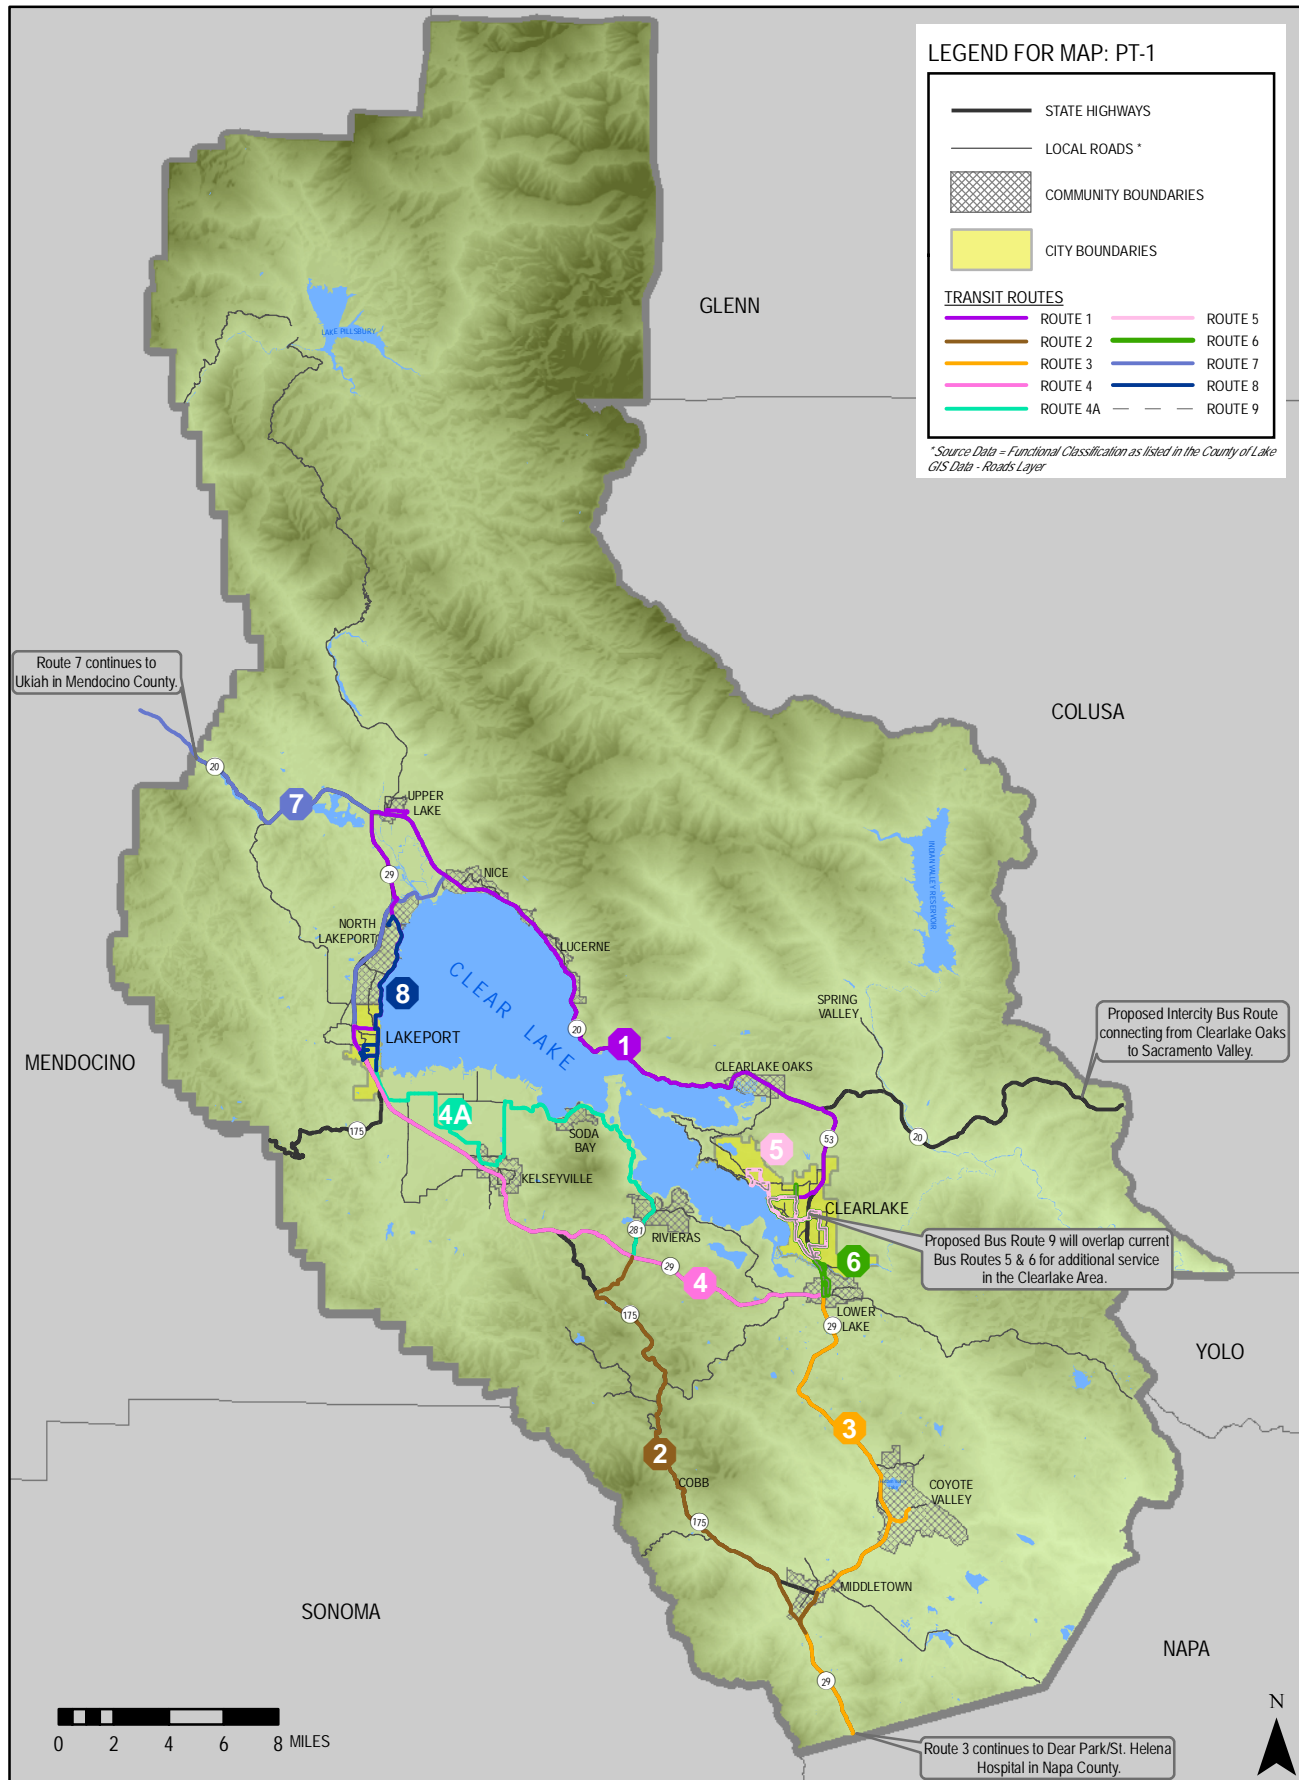 LEGEND FOR MAP: PT-1
STATE HIGHWAYS
LOCAL ROADS *
COMMUNITY BOUNDARIES
CITY BOUNDARIES
TRANSIT ROUTES
ROUTE 1
ROUTE 2
ROUTE 3
ROUTE 4
ROUTE 4A
ROUTE 5
ROUTE 6
ROUTE 7
ROUTE 8
ROUTE 9
*Source Data = Functional Classification as listed in the County of Lake
GIS Data - Roads Layer
GLENN
LAKE PILLSBURY
Route 7 continues to
Ukiah in Mendocino County.
COLUSA
20
7
UPPER
LAKE
29
NICE
INDIAN VALLEY RESERVOIR
NORTH
LAKEPORT
LUCERNE
8
CLEAR LAKE
SPRING
VALLEY
Proposed Intercity Bus Route
connecting from Clearlake Oaks
to Sacramento Valley.
20
1
LAKEPORT
MENDOCINO
CLEARLAKE OAKS
4A
175
SODA
BAY
5
53
20
KELSEYVILLE
CLEARLAKE
281
RIVIERAS
Proposed Bus Route 9 will overlap current
Bus Routes 5 & 6 for additional service
in the Clearlake Area.
29
4
6
175
LOWER
LAKE
29
YOLO
3
2
COBB
COYOTE
VALLEY
175
MIDDLETOWN
SONOMA
NAPA
29
0 2 4 6 8 MILES
N
Route 3 continues to Dear Park/St. Helena
Hospital in Napa County.